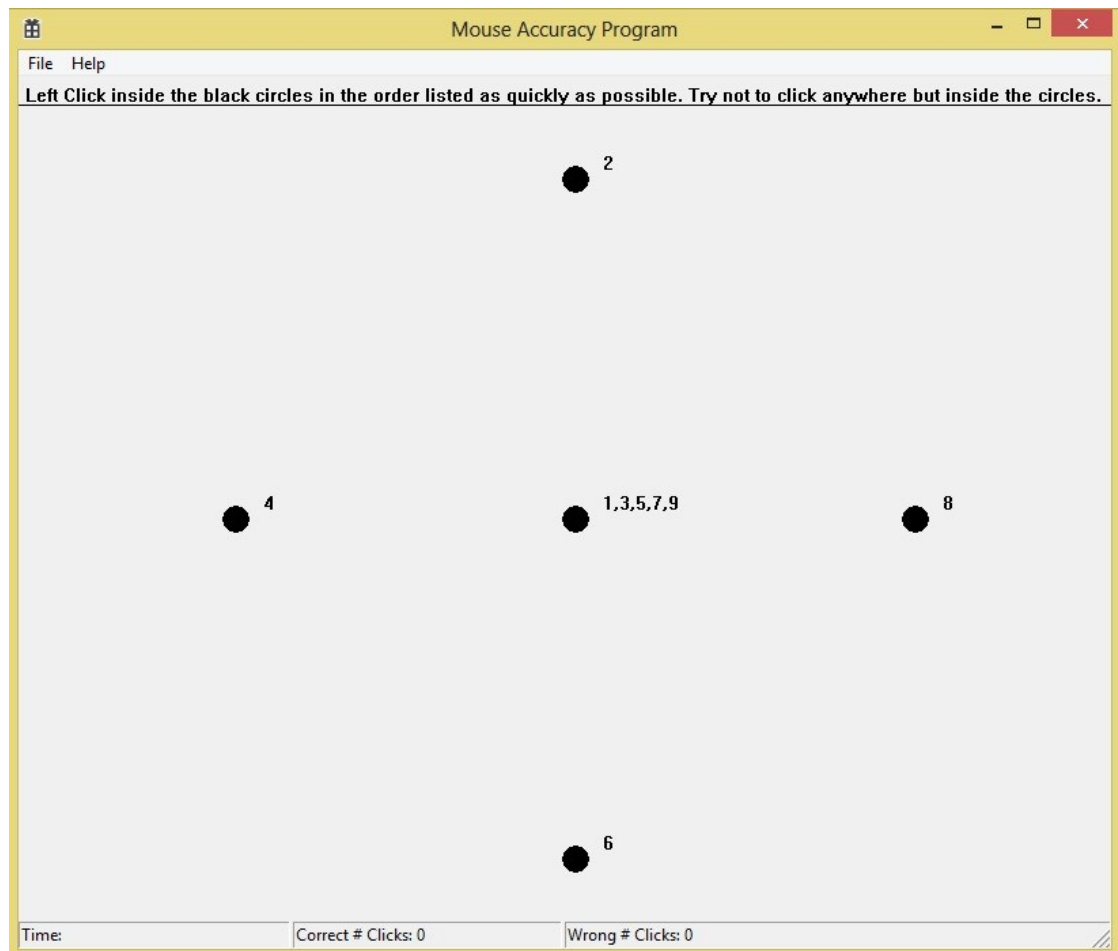 Mouse Accuracy Program
File Help
Left Click inside the black circles in the order listed as quickly as possible. Try not to click anywhere but inside the circles.
2
4 1,3,5,7,9 8
6
Time: Correct # Clicks: 0 Wrong # Clicks: 0